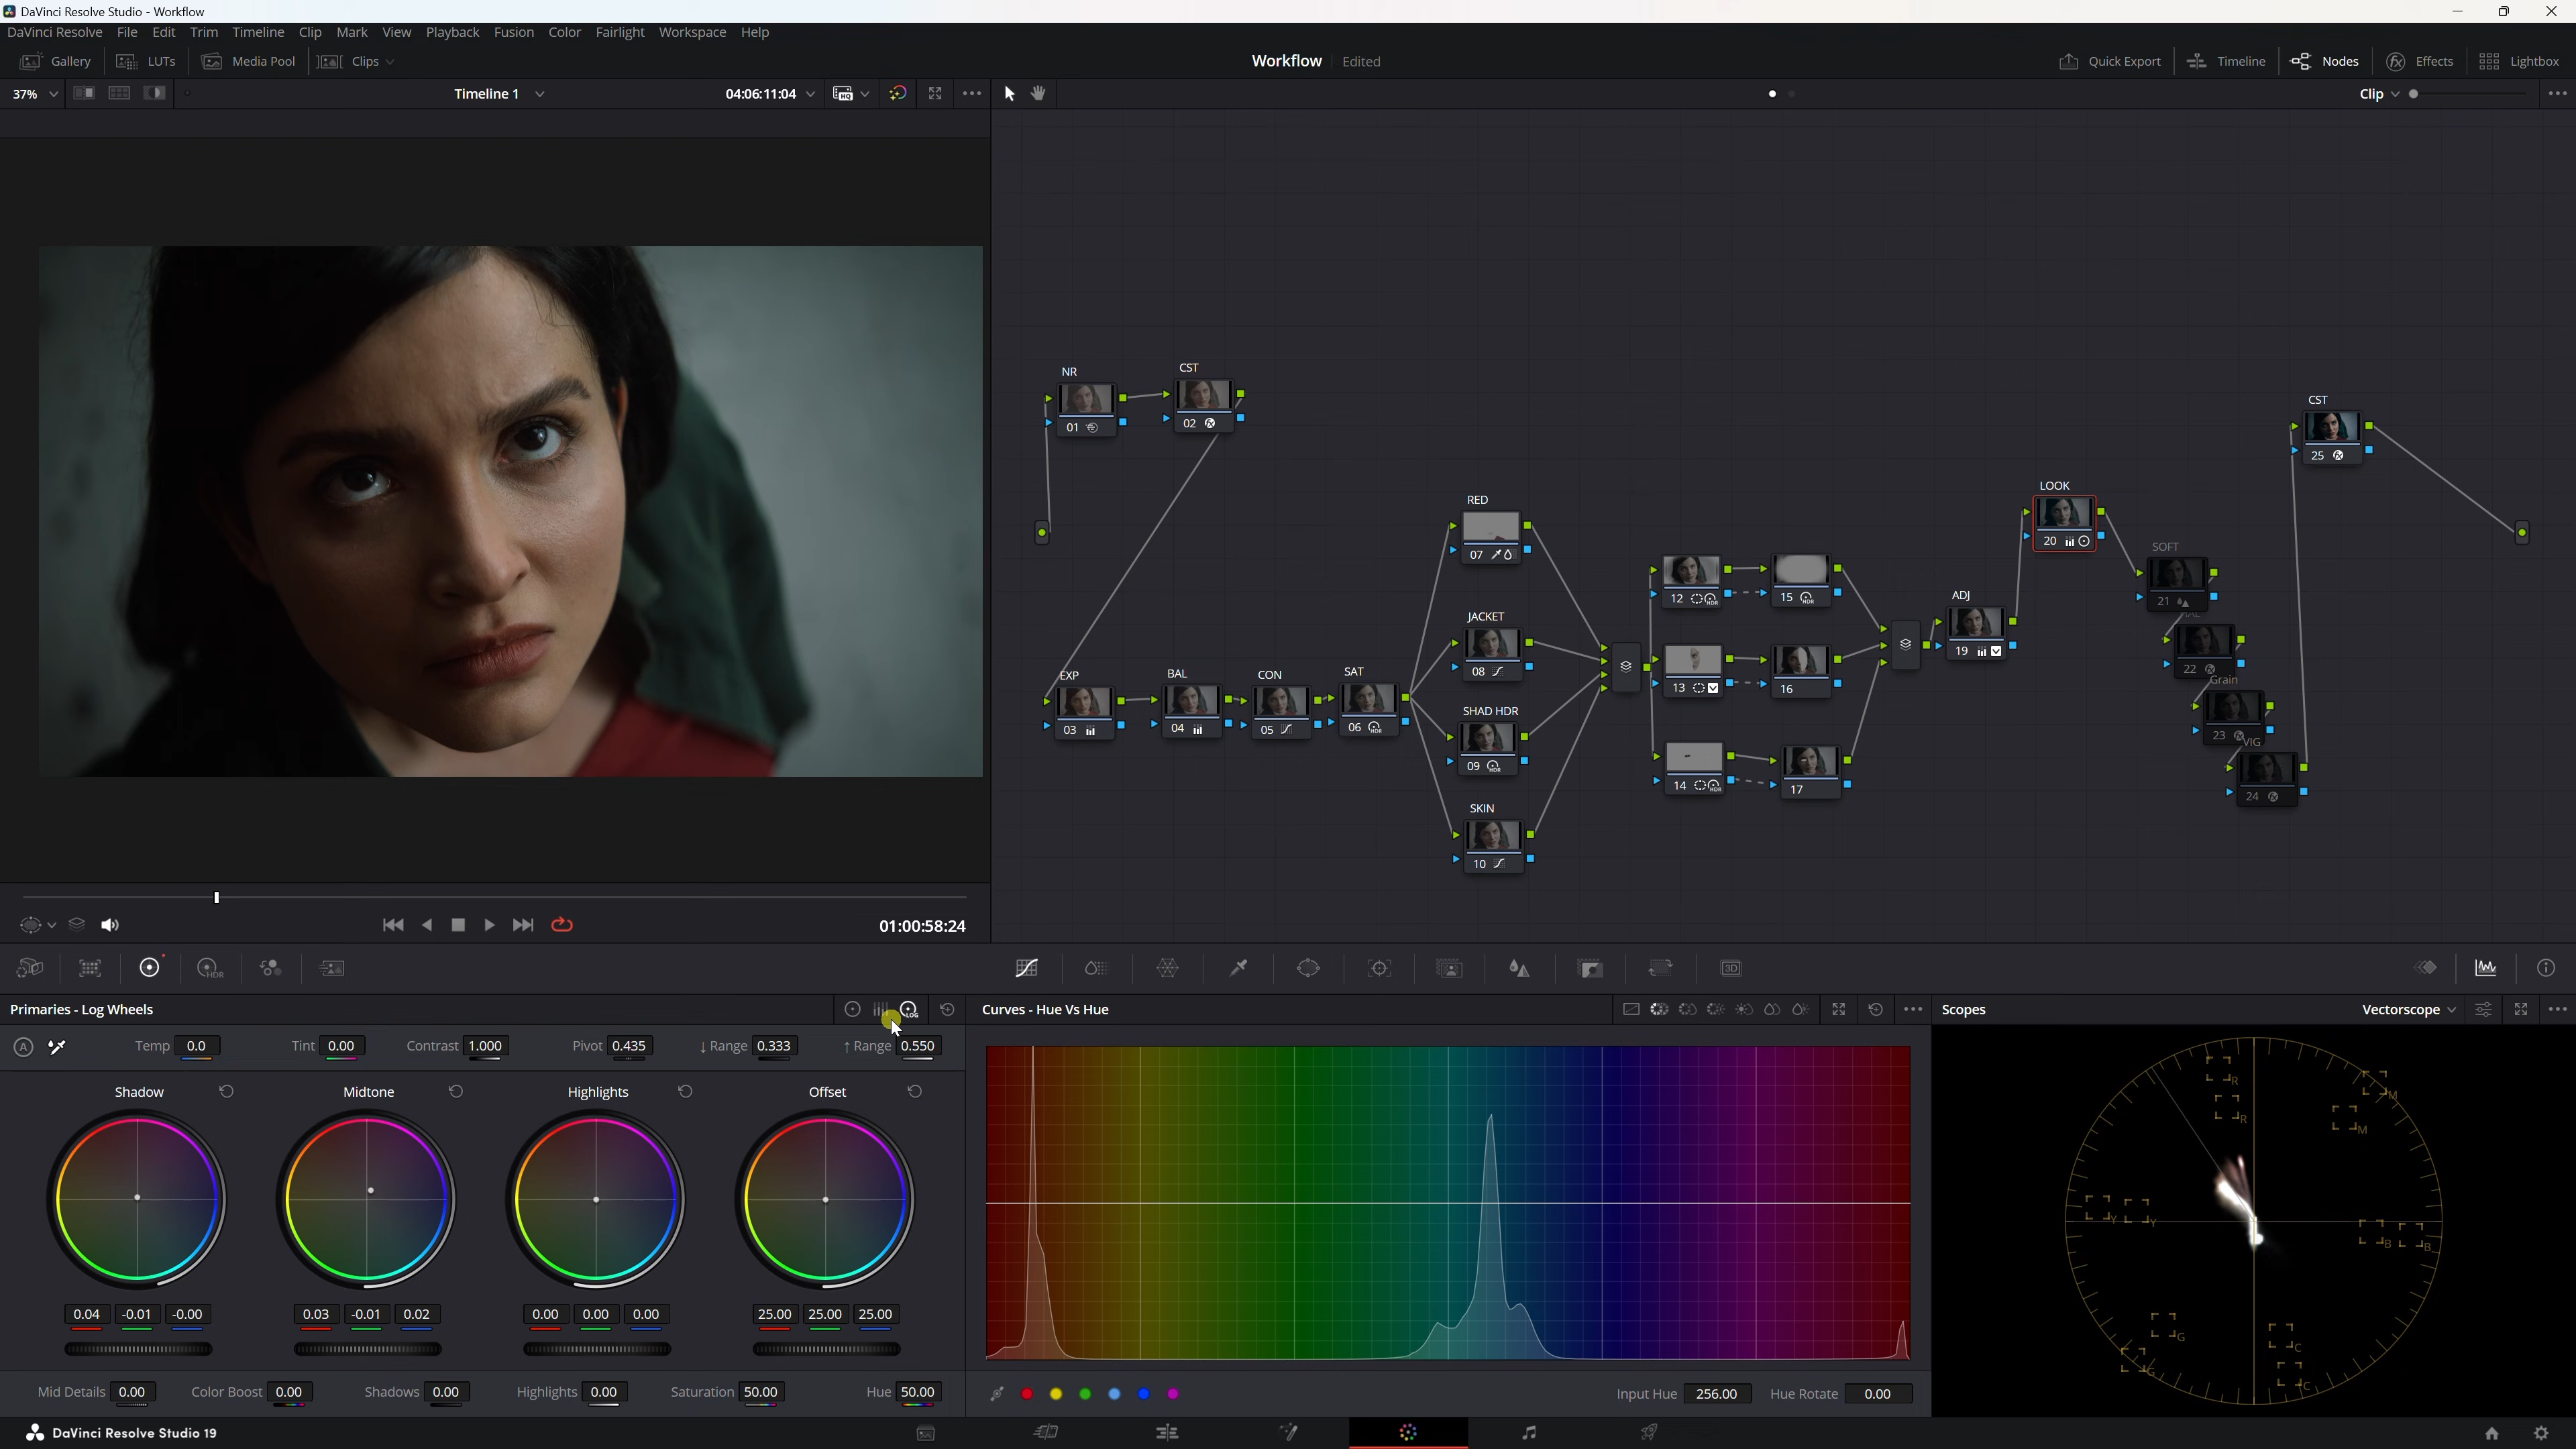 DaVinci Resolve Studio - Workflow
DaVinci Resolve File Edit Trim Timeline Clip Mark View Playback Fusion Color Fairlight Workspace Help
Gallery LUTs Media Pool Clips Workflow Edited Quick Export Timeline Nodes Effects Lightbox
37% Timeline 1 04:06:11:04 HQ Clip
NR CST
01 02
CST
25
LOOK
20
RED
07
SOFT
21
12 15
ADJ
19
JACKET
08
22
13 16
Grain
23
EXP BAL CON SAT
03 04 05 06
SHAD HDR
09
VIG
24
14 17
SKIN
10
01:00:58:24
HDR 3D
Primaries - Log Wheels LOG Curves - Hue Vs Hue Scopes Vectorscope
A Temp 0.0 Tint 0.00 Contrast 1.000 Pivot 0.435 ↓ Range 0.333 ↑ Range 0.550
Shadow Midtone Highlights Offset
0.04 -0.01 -0.00 0.03 -0.01 0.02 0.00 0.00 0.00 25.00 25.00 25.00
Mid Details 0.00 Color Boost 0.00 Shadows 0.00 Highlights 0.00 Saturation 50.00 Hue 50.00
Input Hue 256.00 Hue Rotate 0.00
R M
R M
Y Y B B
G C
G C
DaVinci Resolve Studio 19